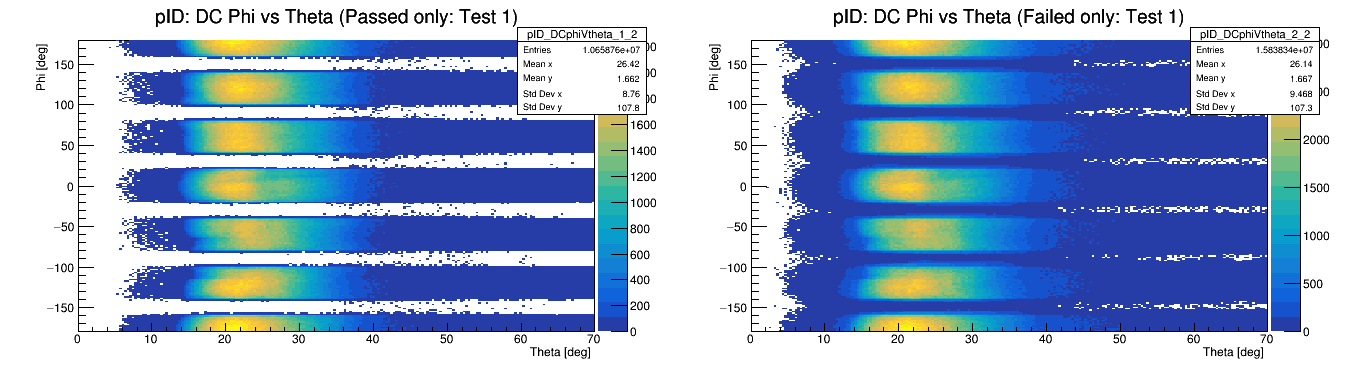 pID: DC Phi vs Theta (Passed only: Test 1)
pID_DCphiVtheta_1_2
Entries 1.065876e+07
Mean x 26.42
Mean y 1.662
Std Dev x 8.76
Std Dev y 107.8
Phi [deg]
150
100
50
0
−50
−100
−150
0 10 20 30 40 50 60 70
Theta [deg]
1600
1400
1200
1000
800
600
400
200
0
pID: DC Phi vs Theta (Failed only: Test 1)
pID_DCphiVtheta_2_2
Entries 1.583834e+07
Mean x 26.14
Mean y 1.667
Std Dev x 9.468
Std Dev y 107.3
Phi [deg]
150
100
50
0
−50
−100
−150
0 10 20 30 40 50 60 70
Theta [deg]
2000
1500
1000
500
0